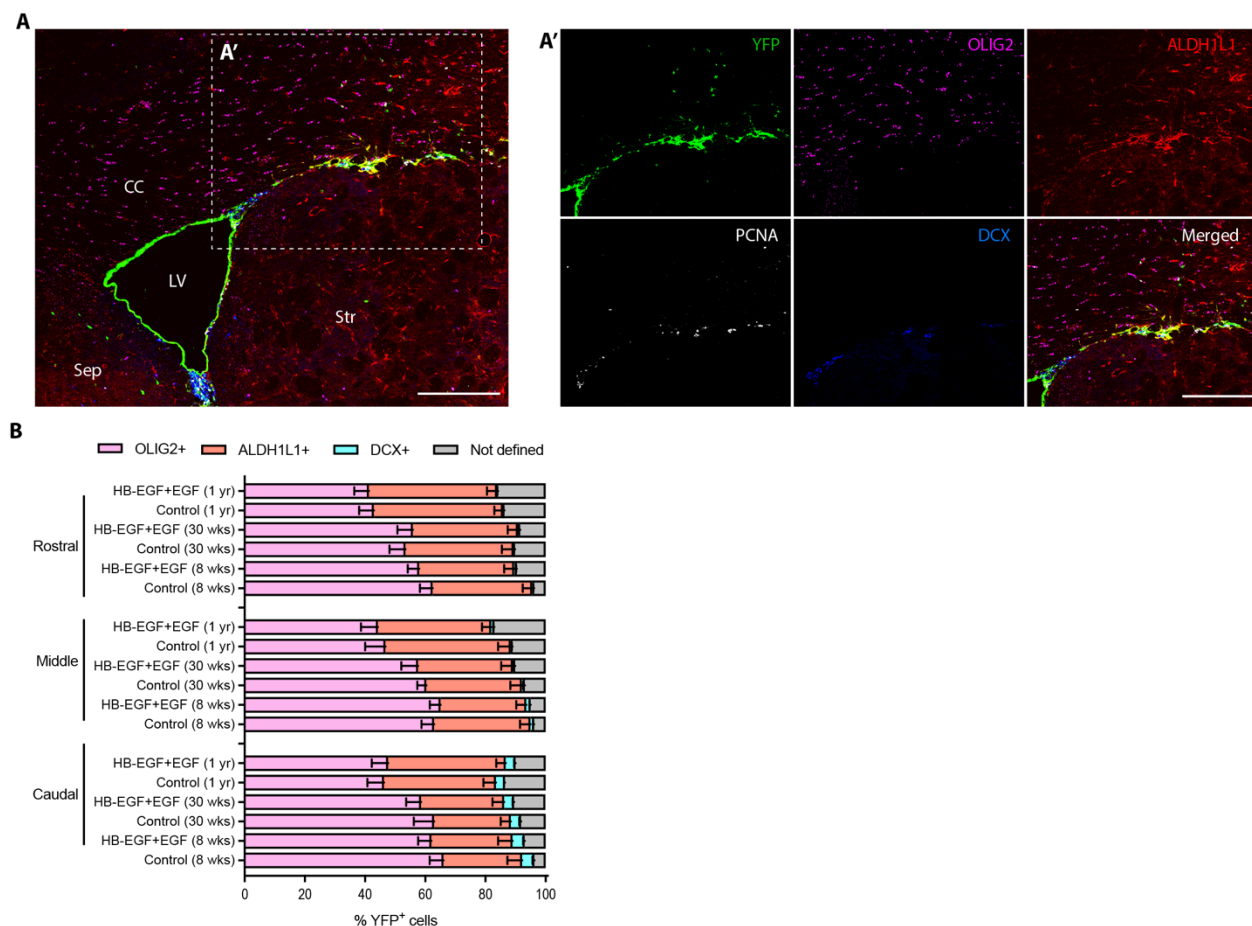 A
A'
CC
LV
Str
Sep
A'
YFP
OLIG2
ALDH1L1
PCNA
DCX
Merged
B
OLIG2+ ALDH1L1+ DCX+ Not defined
Rostral
HB-EGF+EGF (1 yr)
Control (1 yr)
HB-EGF+EGF (30 wks)
Control (30 wks)
HB-EGF+EGF (8 wks)
Control (8 wks)
Middle
HB-EGF+EGF (1 yr)
Control (1 yr)
HB-EGF+EGF (30 wks)
Control (30 wks)
HB-EGF+EGF (8 wks)
Control (8 wks)
Caudal
HB-EGF+EGF (1 yr)
Control (1 yr)
HB-EGF+EGF (30 wks)
Control (30 wks)
HB-EGF+EGF (8 wks)
Control (8 wks)
0 20 40 60 80 100
% YFP⁺ cells